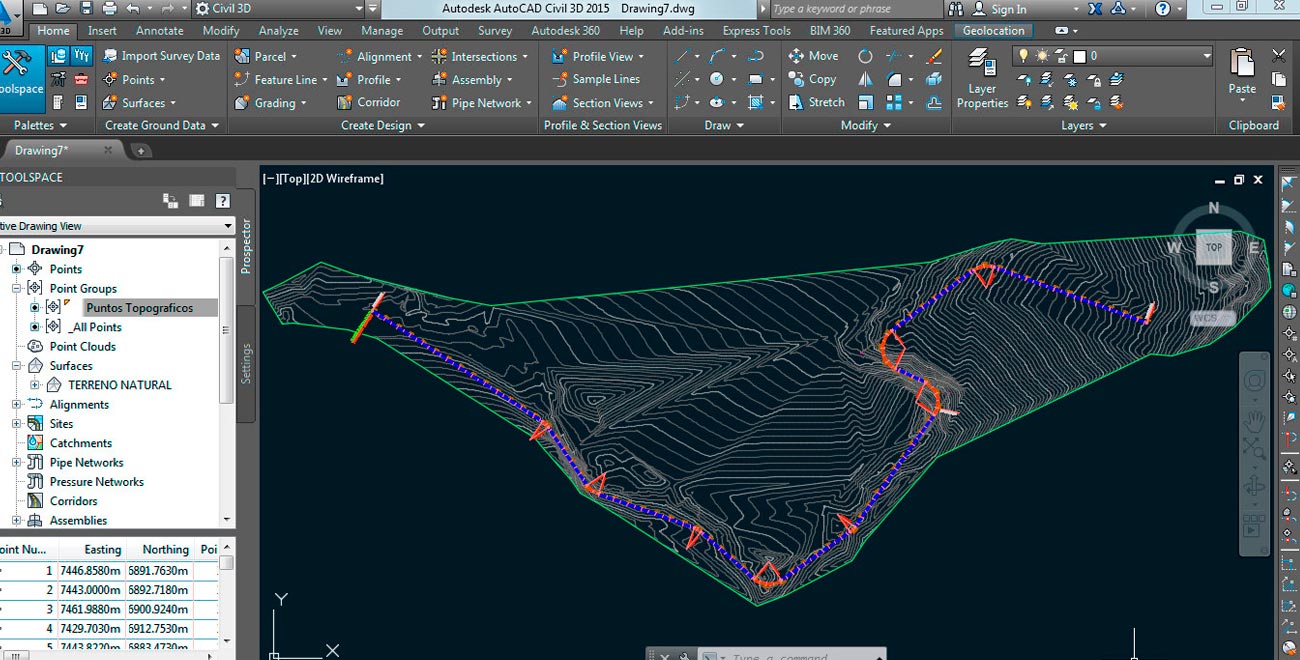 3D
Civil 3D
Autodesk AutoCAD Civil 3D 2015 Drawing7.dwg
Type a keyword or phrase
Sign In
Home Insert Annotate Modify Analyze View Manage Output Survey Autodesk 360 Help Add-ins Express Tools BIM 360 Featured Apps Geolocation
Import Survey Data Parcel Alignment Intersections Profile View Move 0
oolspace Points Feature Line Profile Assembly Sample Lines Copy Layer Properties Paste
Surfaces Grading Corridor Pipe Network Section Views Stretch
Palettes Create Ground Data Create Design Profile & Section Views Draw Modify Layers Clipboard
Drawing7*
TOOLSPACE
[−][Top][2D Wireframe]
tive Drawing View
Prospector
Settings
Drawing7
Points
Point Groups
Puntos Topograficos
_All Points
Point Clouds
Surfaces
TERRENO NATURAL
Alignments
Sites
Catchments
Pipe Networks
Pressure Networks
Corridors
Assemblies
N
W TOP E
S
WCS
oint Nu... Easting Northing Poi
1 7446.8580m 5891.7630m
2 7443.0000m 5892.7180m
3 7461.9880m 5900.9240m
4 7429.7030m 5912.7530m
5 7443.8220m 5883.4730m
Y
X
Type a command